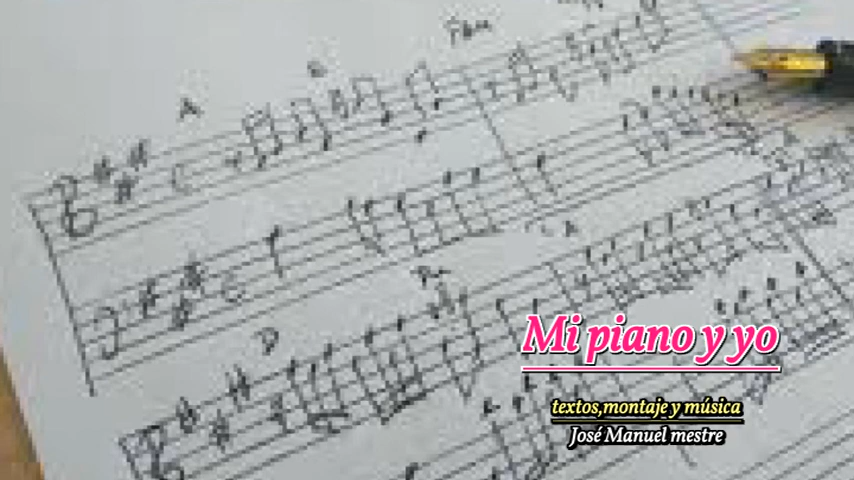 A
D
Mi piano y yo
textos,montaje y música
José Manuel mestre